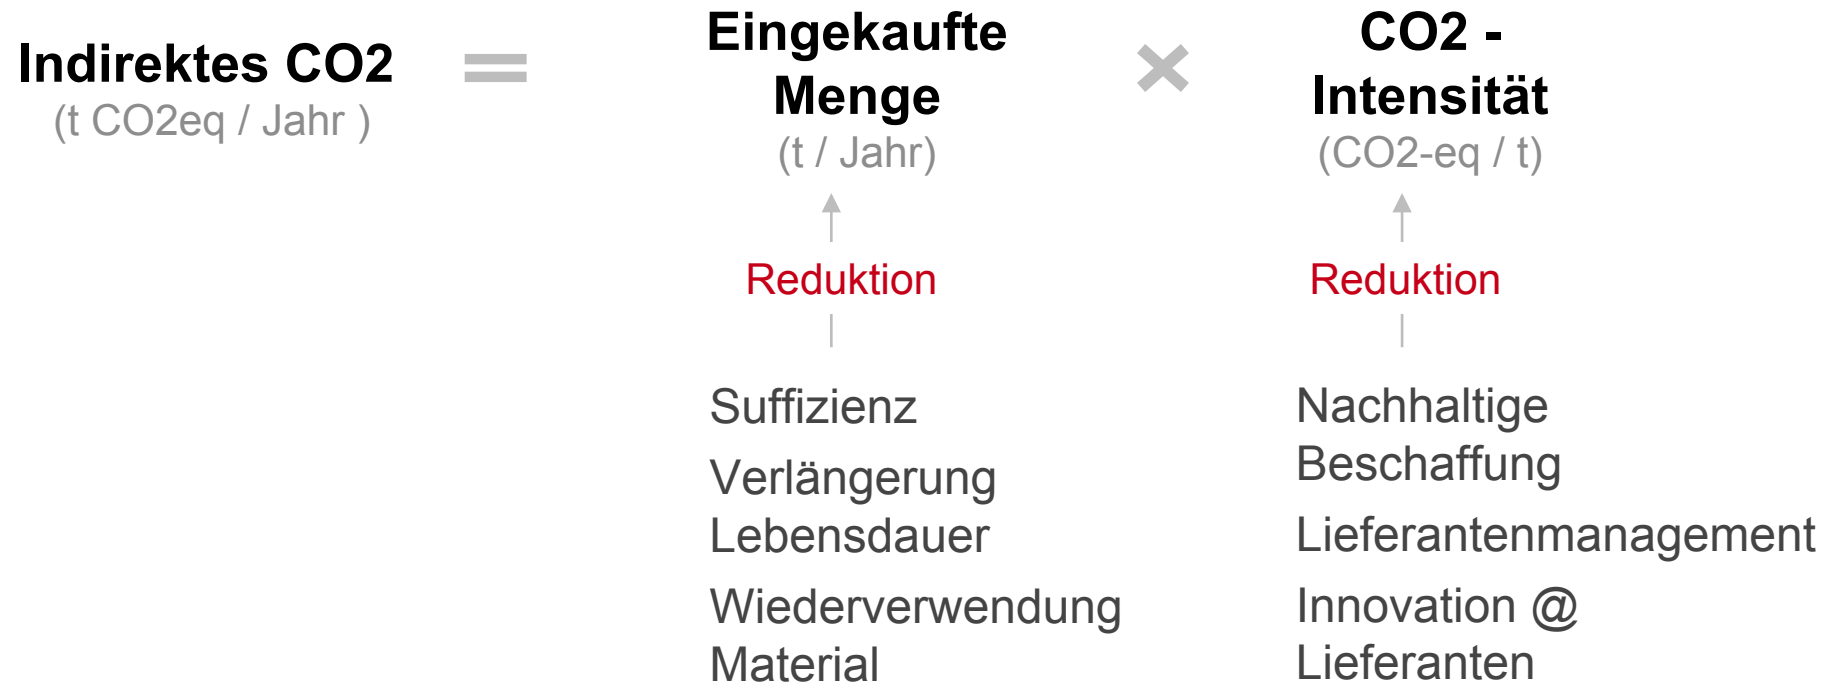 Indirektes CO2
(t CO2eq / Jahr )
=
Eingekaufte
Menge
(t / Jahr)
×
CO2 -
Intensität
(CO2-eq / t)
Reduktion
Suffizienz
Verlängerung
Lebensdauer
Wiederverwendung
Material
Reduktion
Nachhaltige
Beschaffung
Lieferantenmanagement
Innovation @
Lieferanten